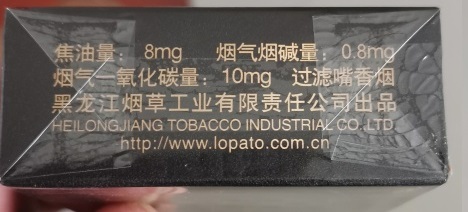 焦油量：8mg 烟气烟碱量：0.8mg
烟气一氧化碳量：10mg 过滤嘴香烟
黑龙江烟草工业有限责任公司出品
HEILONGJIANG TOBACCO INDUSTRIAL CO.,LTD.
http://www.lopato.com.cn